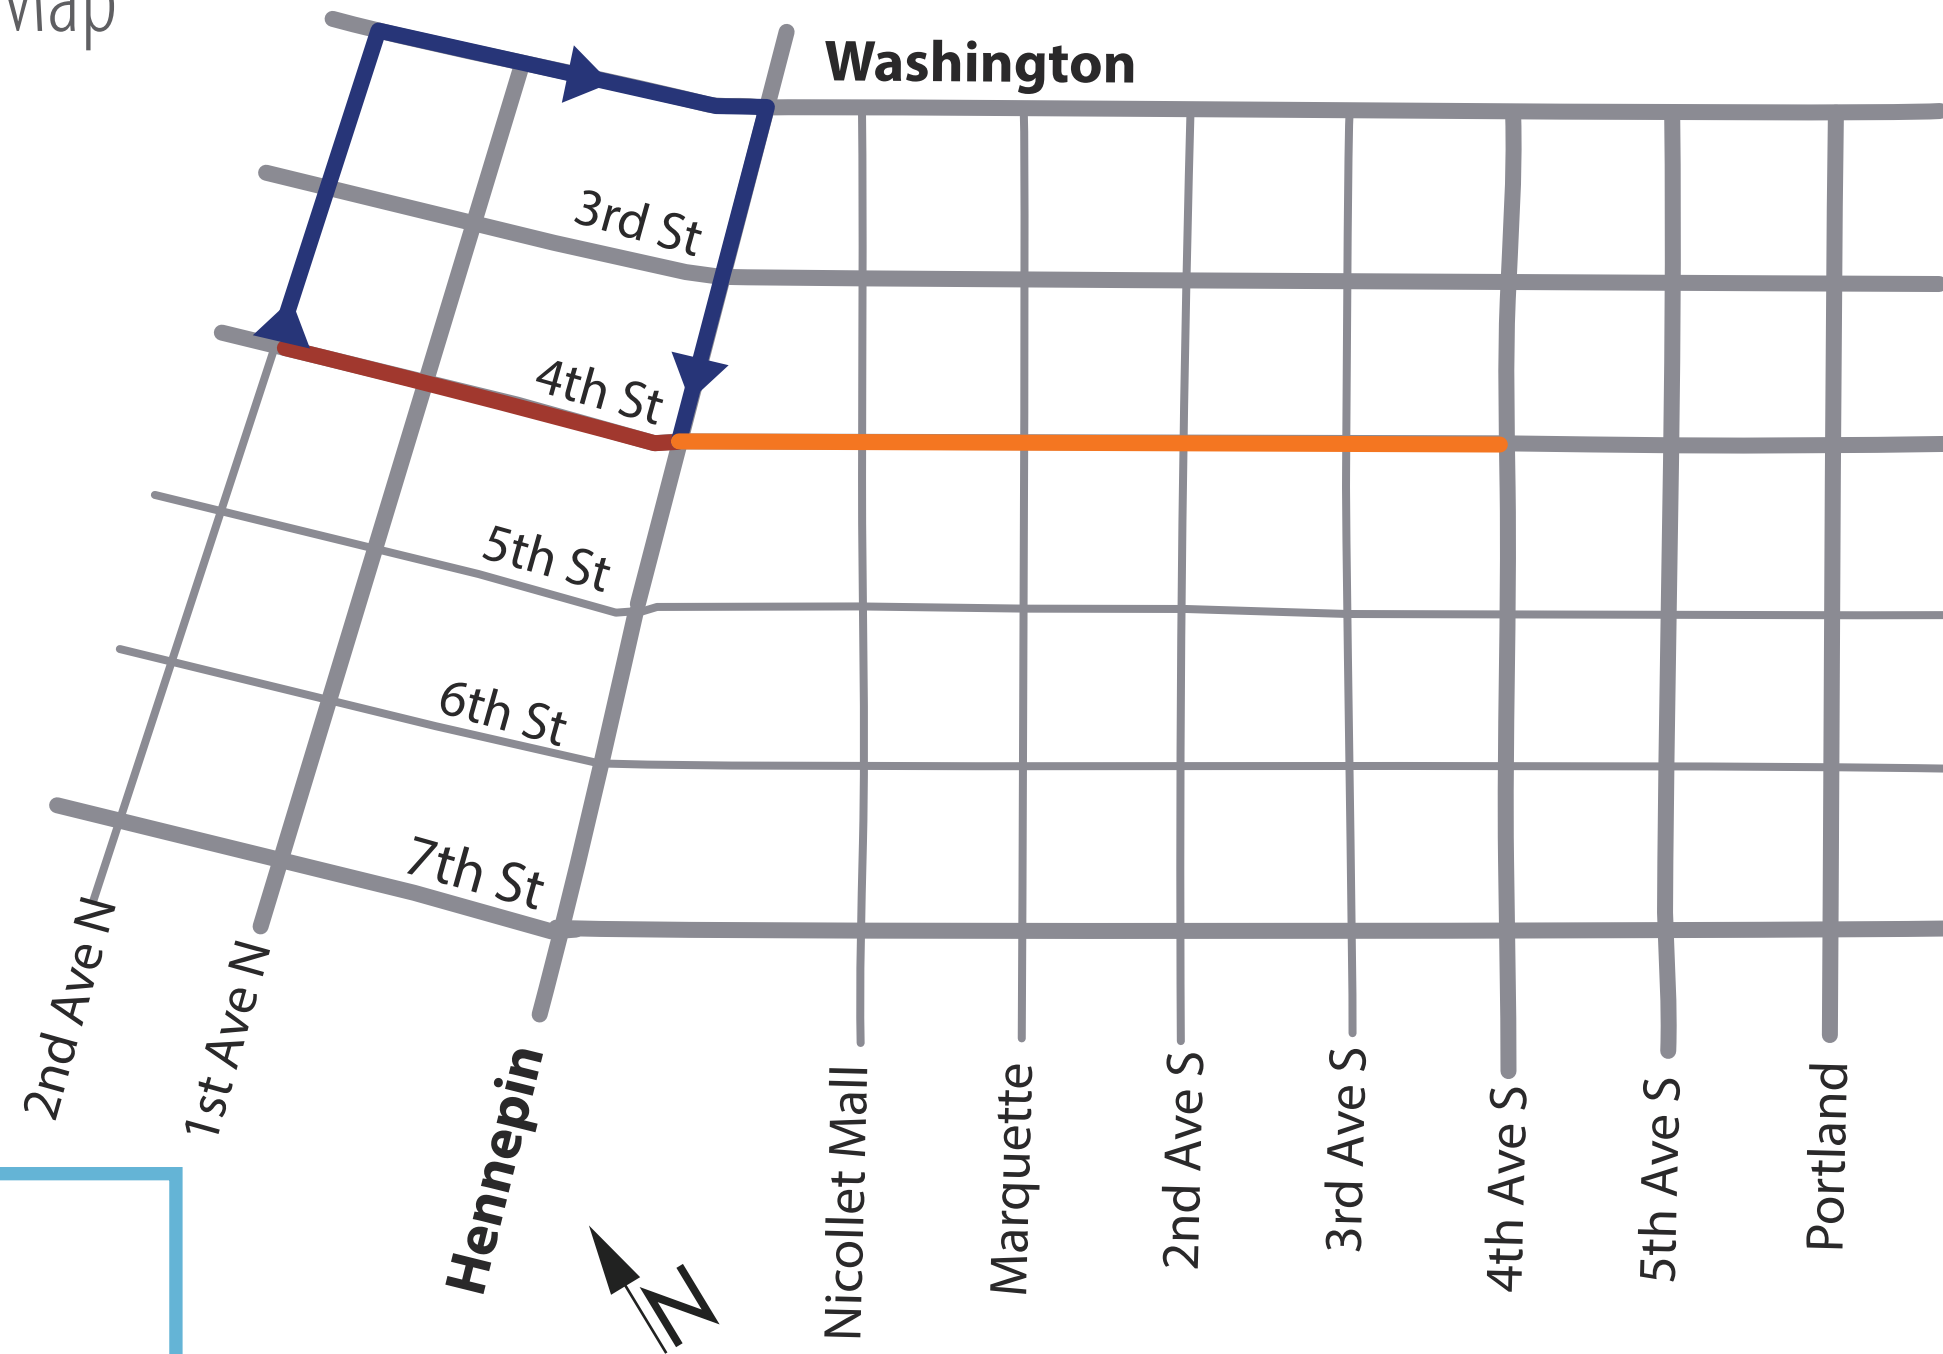 Washington
3rd St
4th St
5th St
6th St
7th St
2nd Ave N
1st Ave N
Hennepin
Nicollet Mall
Marquette
2nd Ave S
3rd Ave S
4th Ave S
5th Ave S
Portland
N